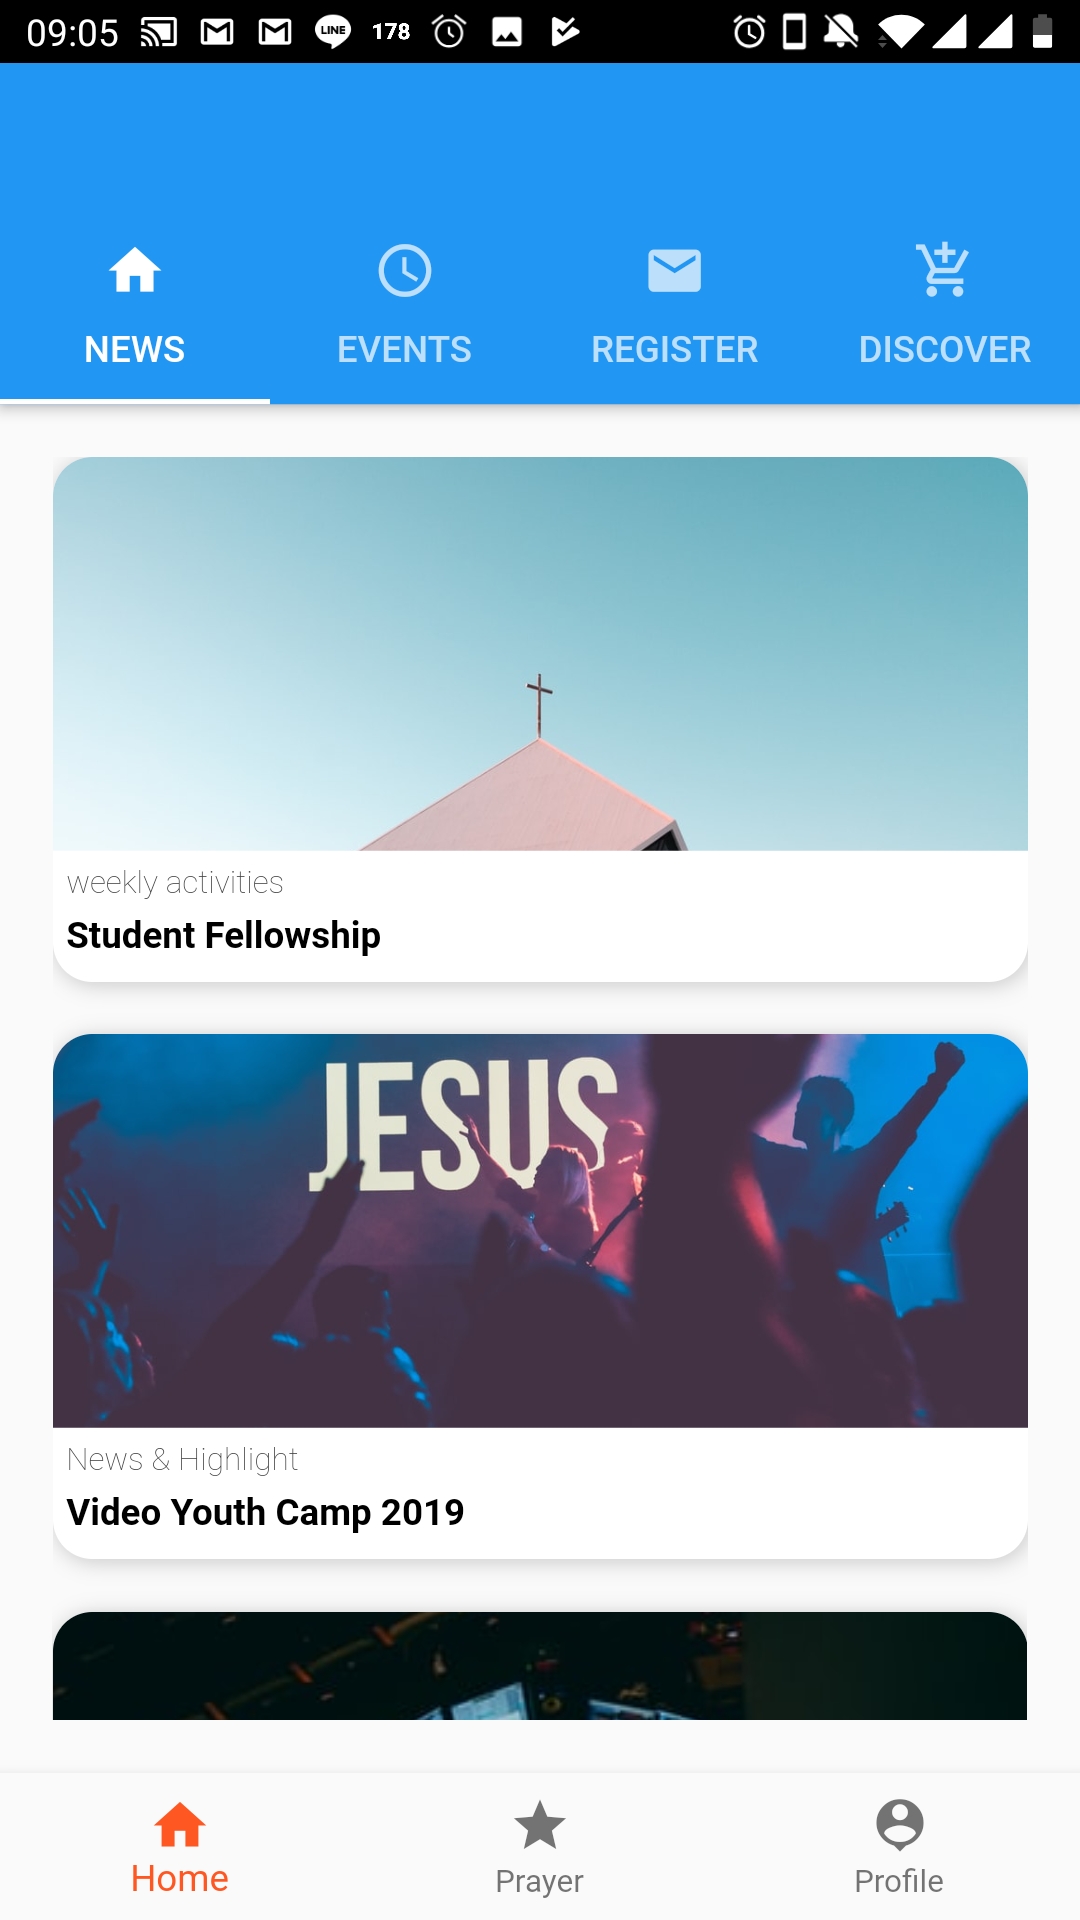 09:05 LINE 178
NEWS EVENTS REGISTER DISCOVER
weekly activities
Student Fellowship
JESUS
News & Highlight
Video Youth Camp 2019
Home Prayer Profile